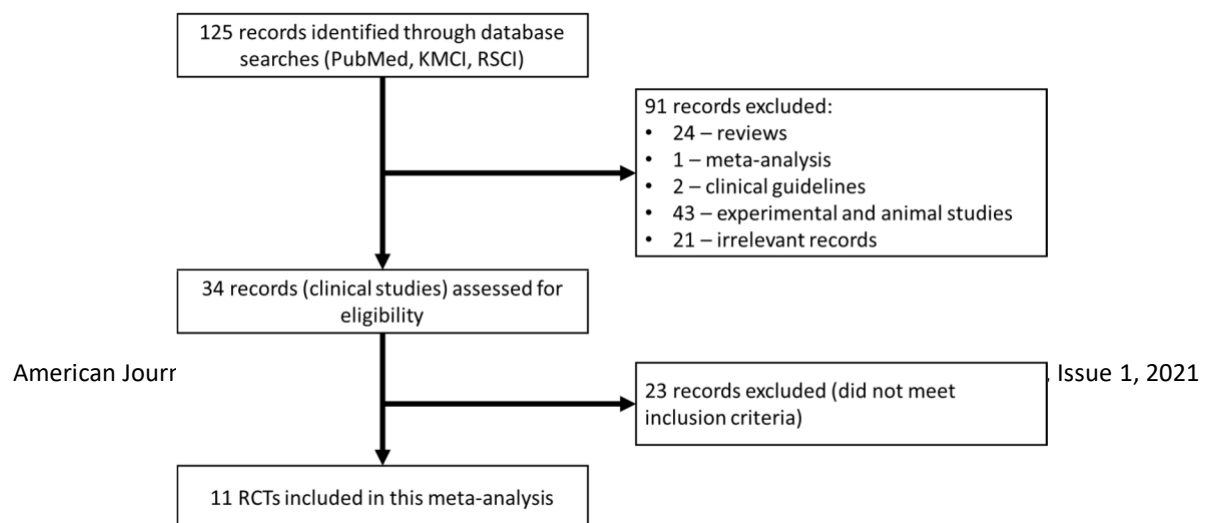 125 records identified through database
searches (PubMed, KMCI, RSCI)
91 records excluded:
• 24 – reviews
• 1 – meta-analysis
• 2 – clinical guidelines
• 43 – experimental and animal studies
• 21 – irrelevant records
34 records (clinical studies) assessed for
eligibility
American Issue 1, 2021
23 records excluded (did not meet
inclusion criteria)
11 RCTs included in this meta-analysis